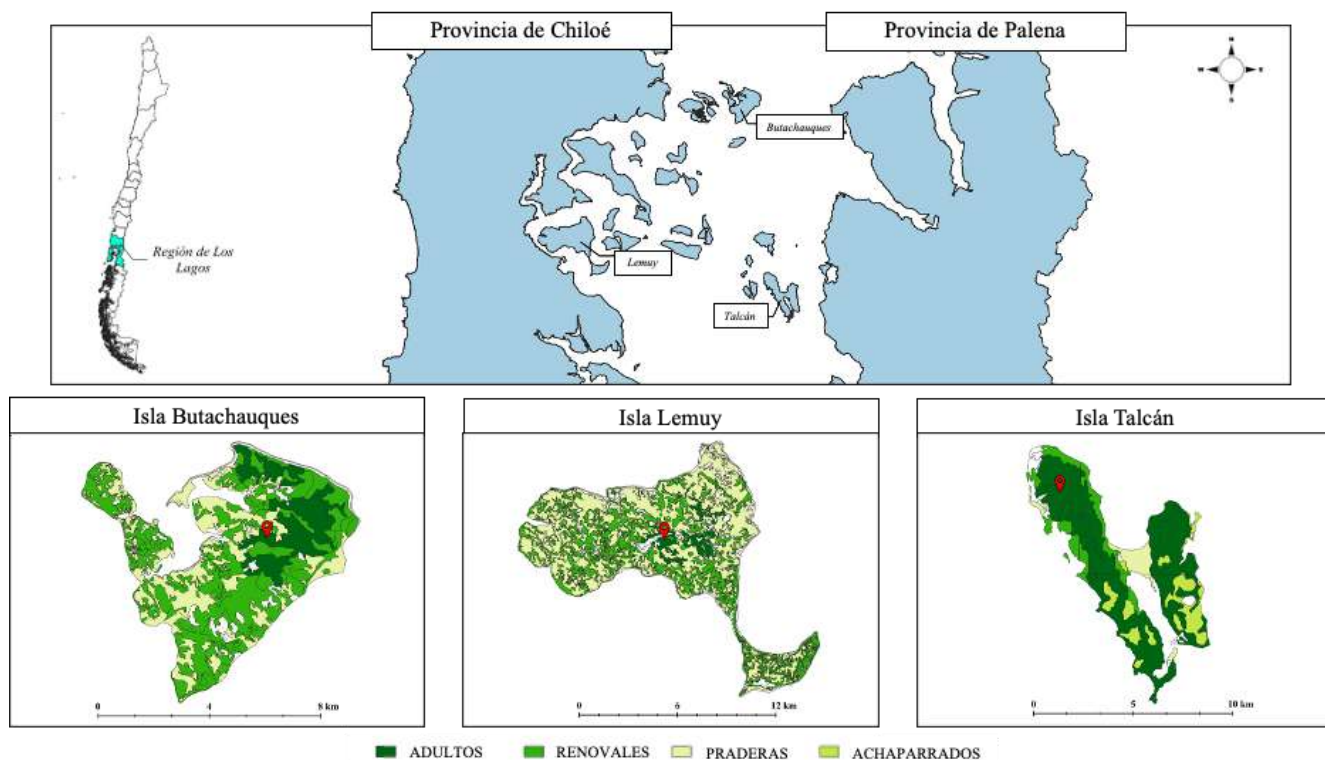 Provincia de Chiloé
Provincia de Palena
N
W
E
S
Butachauques
Región de Los
Lagos
Lemuy
Talcán
Isla Butachauques
Isla Lemuy
Isla Talcán
0 4 8 km
0 6 12 km
0 5 10 km
ADULTOS RENOVALES PRADERAS ACHAPARRADOS